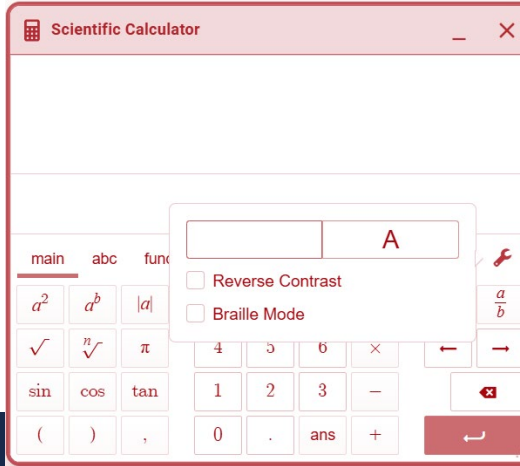 Scientific Calculator
main abc func
A
Reverse Contrast
Braille Mode
a² aᵇ |a| a/b
√ ⁿ√ π 4 5 6 × ← →
sin cos tan 1 2 3 −
( ) , 0 . ans +